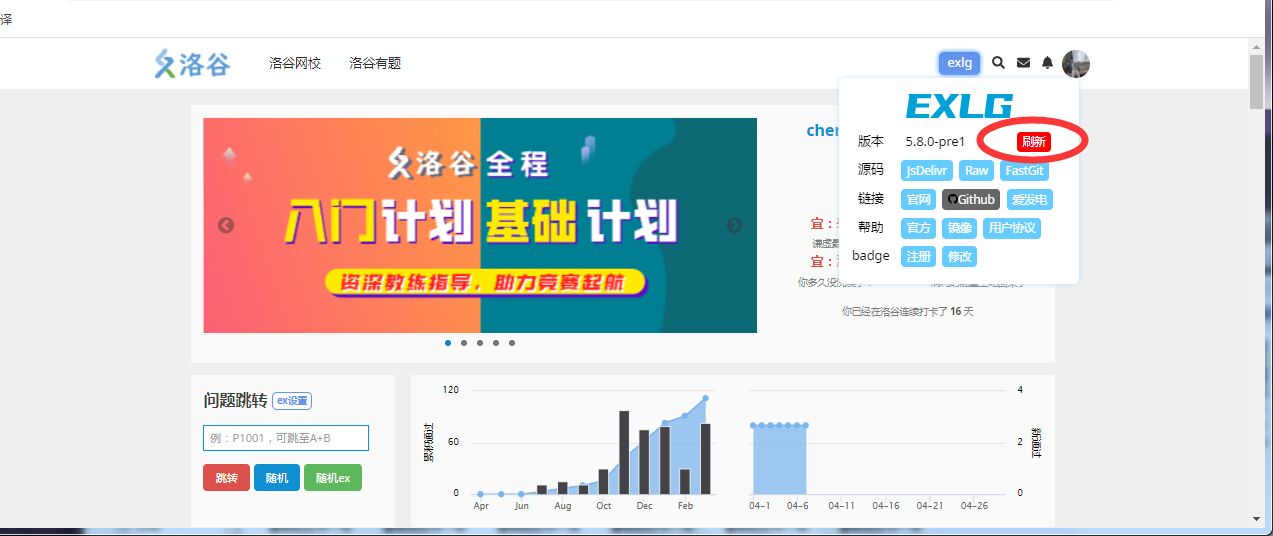 译
洛谷
洛谷网校
洛谷有题
exlg
EXLG
版本 5.8.0-pre1 刷新
源码 JsDelivr Raw FastGit
链接 官网 Github 爱发电
帮助 官方 镜像 用户协议
badge 注册 修改
洛谷 全程
入门计划 基础计划
资深教练指导，助力竞赛起航
cher
宜：
宜：
你已经在洛谷连续打卡了 16 天
问题跳转 ex设置
例：P1001，可跳至A+B
跳转 随机 随机ex
120
60
0
Apr Jun Aug Oct Dec Feb
4
2
0
04-1 04-6 04-11 04-16 04-21 04-26